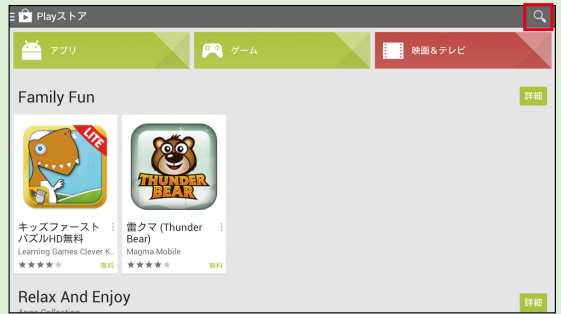 Playストア
アプリ
ゲーム
映画&テレビ
Family Fun
詳細
LITE
THUNDER
BEAR
キッズファースト
パズルHD無料
Learning Games Clever K..
無料
雷クマ (Thunder
Bear)
Magma Mobile
無料
Relax And Enjoy
詳細
Apps Collection